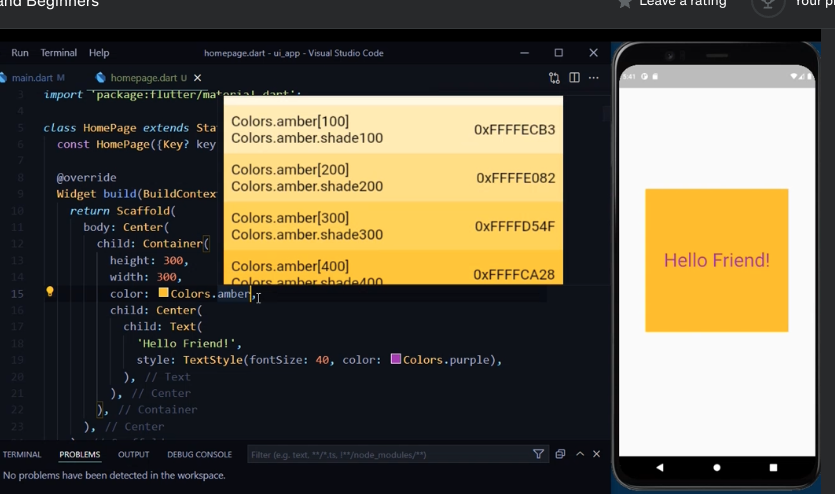 and Beginners
Leave a rating
Your pr
Run Terminal Help
homepage.dart - ui_app - Visual Studio Code
main.dart M
homepage.dart U
3 import 'package:flutter/material.dart';
4
5 class HomePage extends Sta
6 const HomePage({Key? key
7
8 @override
9 Widget build(BuildContex
10 return Scaffold(
11 body: Center(
12 child: Container(
13 height: 300,
14 width: 300,
15 color: Colors.amber,
16 child: Center(
17 child: Text(
18 'Hello Friend!',
19 style: TextStyle(fontSize: 40, color: Colors.purple),
20 ), // Text
21 ), // Center
22 ), // Container
23 ), // Center
Colors.amber[100]
Colors.amber.shade100
0xFFFFECB3
Colors.amber[200]
Colors.amber.shade200
0xFFFFE082
Colors.amber[300]
Colors.amber.shade300
0xFFFFD54F
Colors.amber[400]
Colors.amber.shade400
0xFFFFCA28
TERMINAL PROBLEMS OUTPUT DEBUG CONSOLE
Filter (e.g. text, **/*.ts, !**/node_modules/**)
No problems have been detected in the workspace.
Hello Friend!